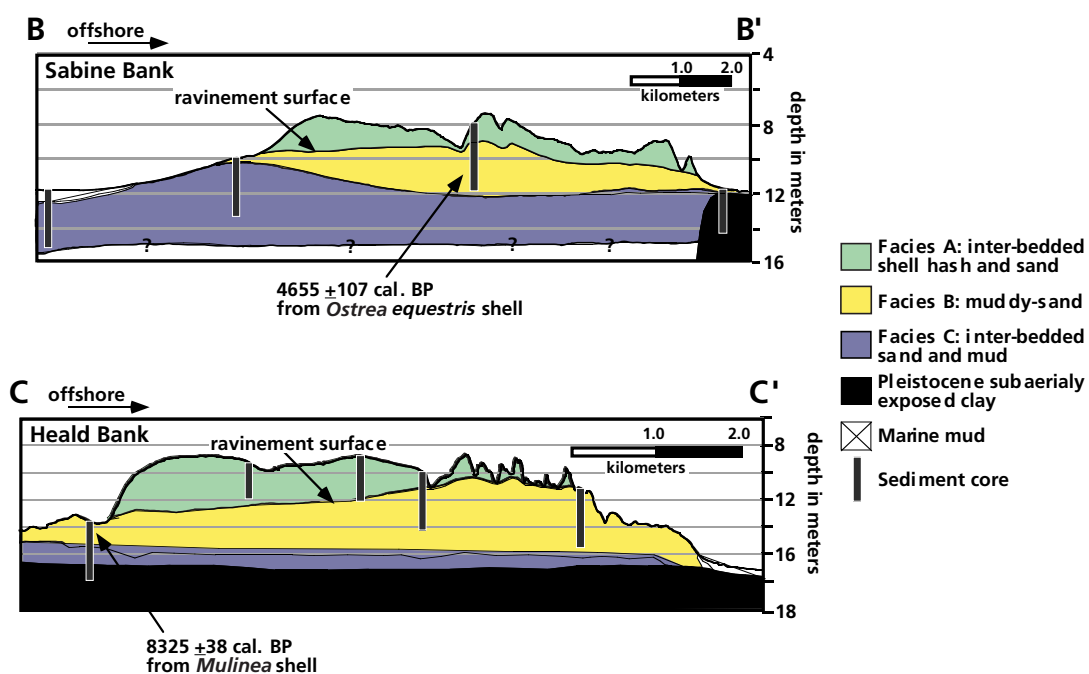 B
offshore
B'
Sabine Bank
ravinement surface
1.0 2.0
kilometers
4
8
12
16
depth in meters
? ? ? ?
4655 ±107 cal. BP
from Ostrea equestris shell
Facies A: inter-bedded
shell hash and sand
Facies B: muddy-sand
Facies C: inter-bedded
sand and mud
Pleistocene subaerialy
exposed clay
Marine mud
Sediment core
C
offshore
C'
Heald Bank
ravinement surface
1.0 2.0
kilometers
8
12
16
18
depth in meters
8325 ±38 cal. BP
from Mulinea shell